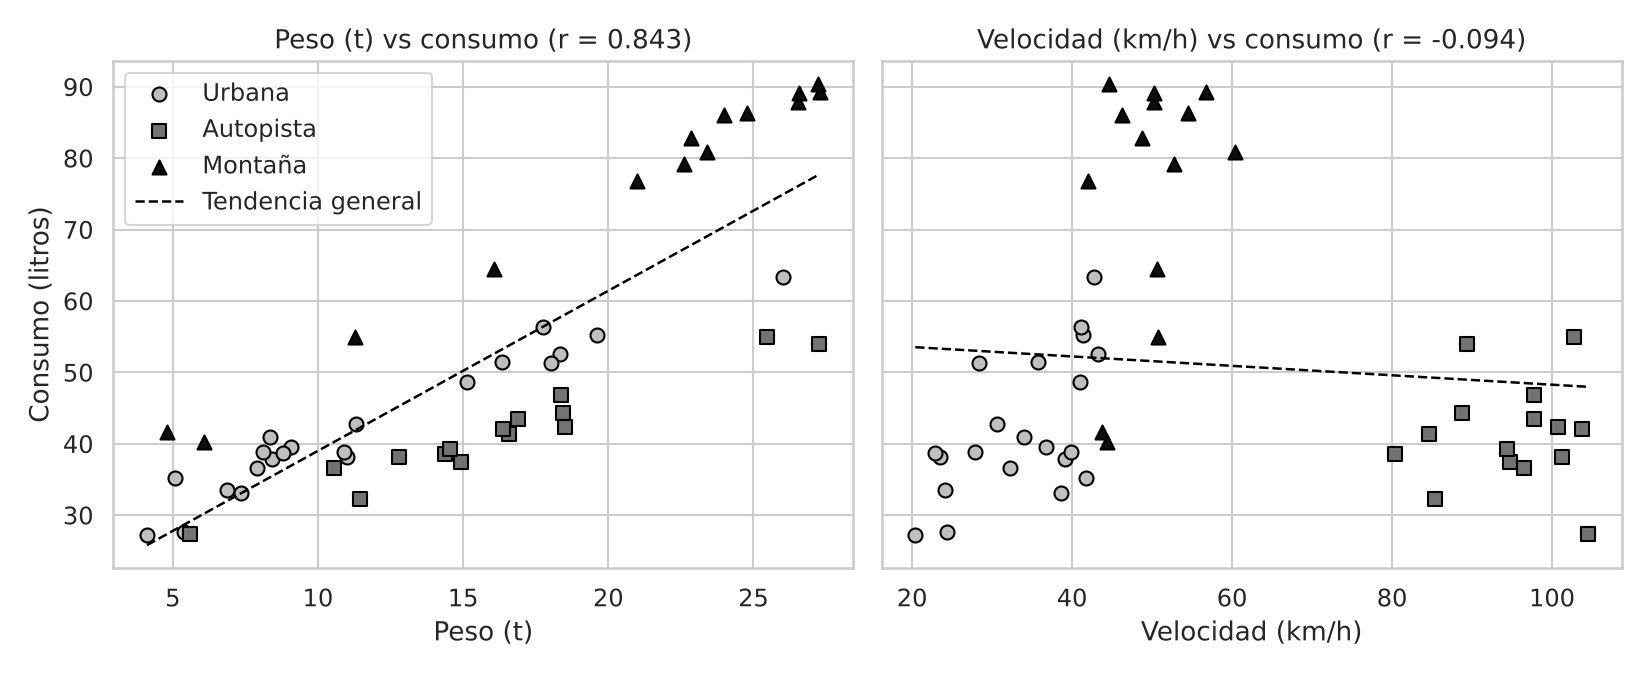 Peso (t) vs consumo (r = 0.843)
Urbana
Autopista
Montaña
Tendencia general
90
80
70
60
50
40
30
Consumo (litros)
5
10
15
20
25
Peso (t)
Velocidad (km/h) vs consumo (r = -0.094)
20
40
60
80
100
Velocidad (km/h)